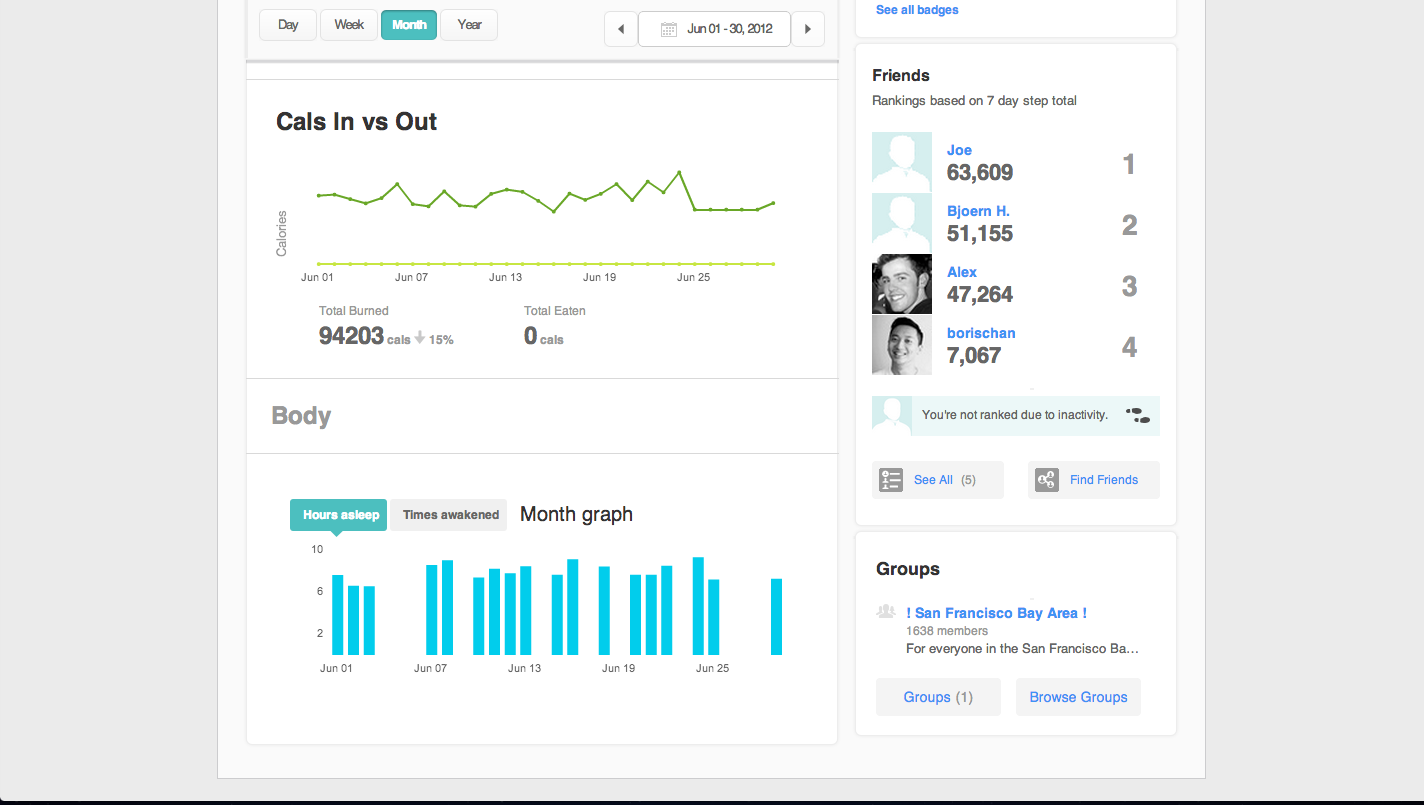 Day Week Month Year
Jun 01 - 30, 2012
Cals In vs Out
Calories
Jun 01 Jun 07 Jun 13 Jun 19 Jun 25
Total Burned Total Eaten
94203 cals 15% 0 cals
Body
Hours asleep Times awakened Month graph
10
6
2
Jun 01 Jun 07 Jun 13 Jun 19 Jun 25
See all badges
Friends
Rankings based on 7 day step total
Joe
63,609
1
Bjoern H.
51,155
2
Alex
47,264
3
borischan
7,067
4
You're not ranked due to inactivity.
See All (5) Find Friends
Groups
! San Francisco Bay Area !
1638 members
For everyone in the San Francisco Ba...
Groups (1) Browse Groups